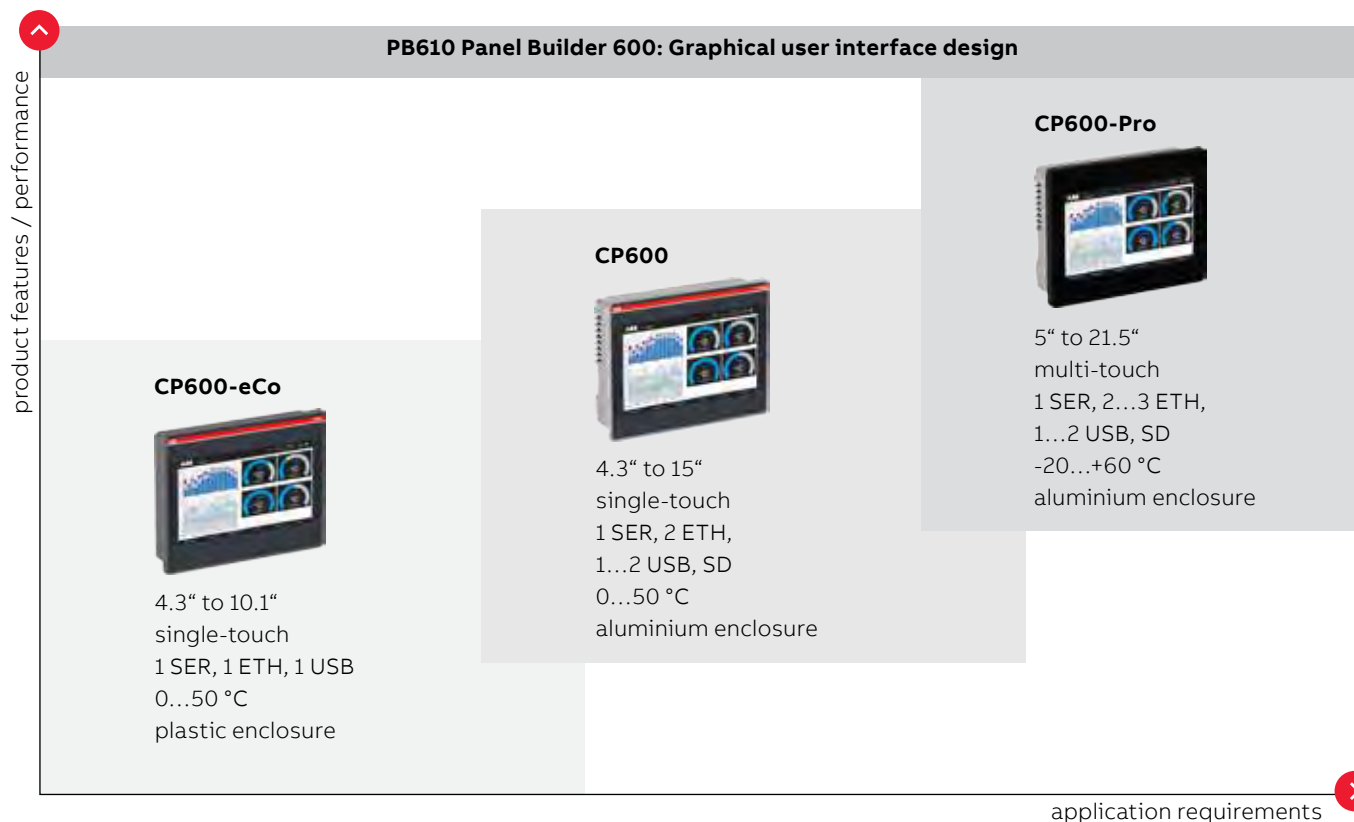 PB610 Panel Builder 600: Graphical user interface design
product features / performance
CP600-Pro
5“ to 21.5“
multi-touch
1 SER, 2…3 ETH,
1…2 USB, SD
-20…+60 °C
aluminium enclosure
CP600
4.3“ to 15“
single-touch
1 SER, 2 ETH,
1…2 USB, SD
0…50 °C
aluminium enclosure
CP600-eCo
4.3“ to 10.1“
single-touch
1 SER, 1 ETH, 1 USB
0…50 °C
plastic enclosure
application requirements